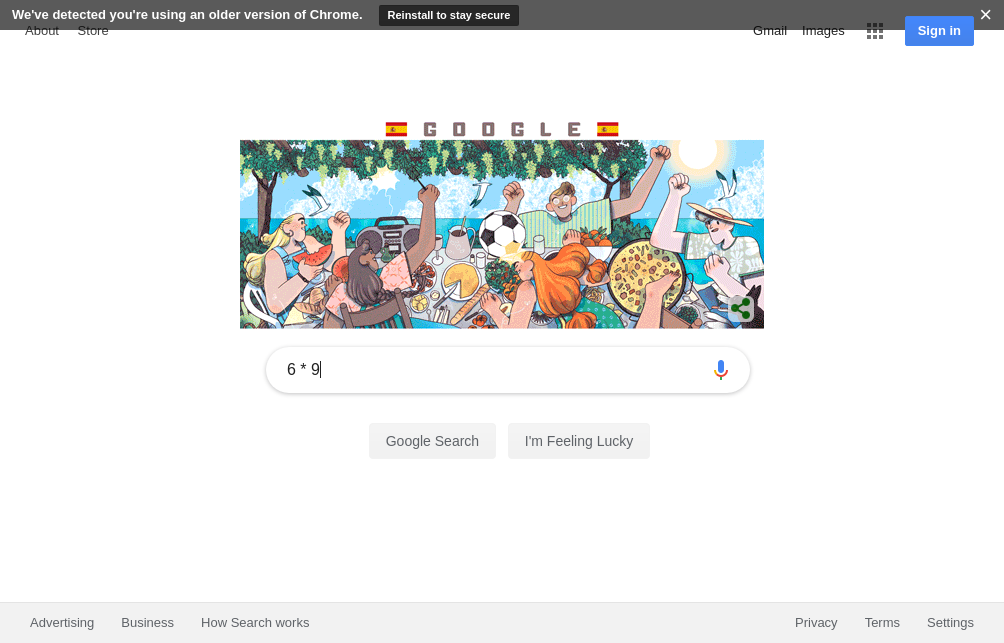 We've detected you're using an older version of Chrome. Reinstall to stay secure ×
About Store Gmail Images Sign in
GOOGLE
6 * 9
Google Search I'm Feeling Lucky
Advertising Business How Search works Privacy Terms Settings